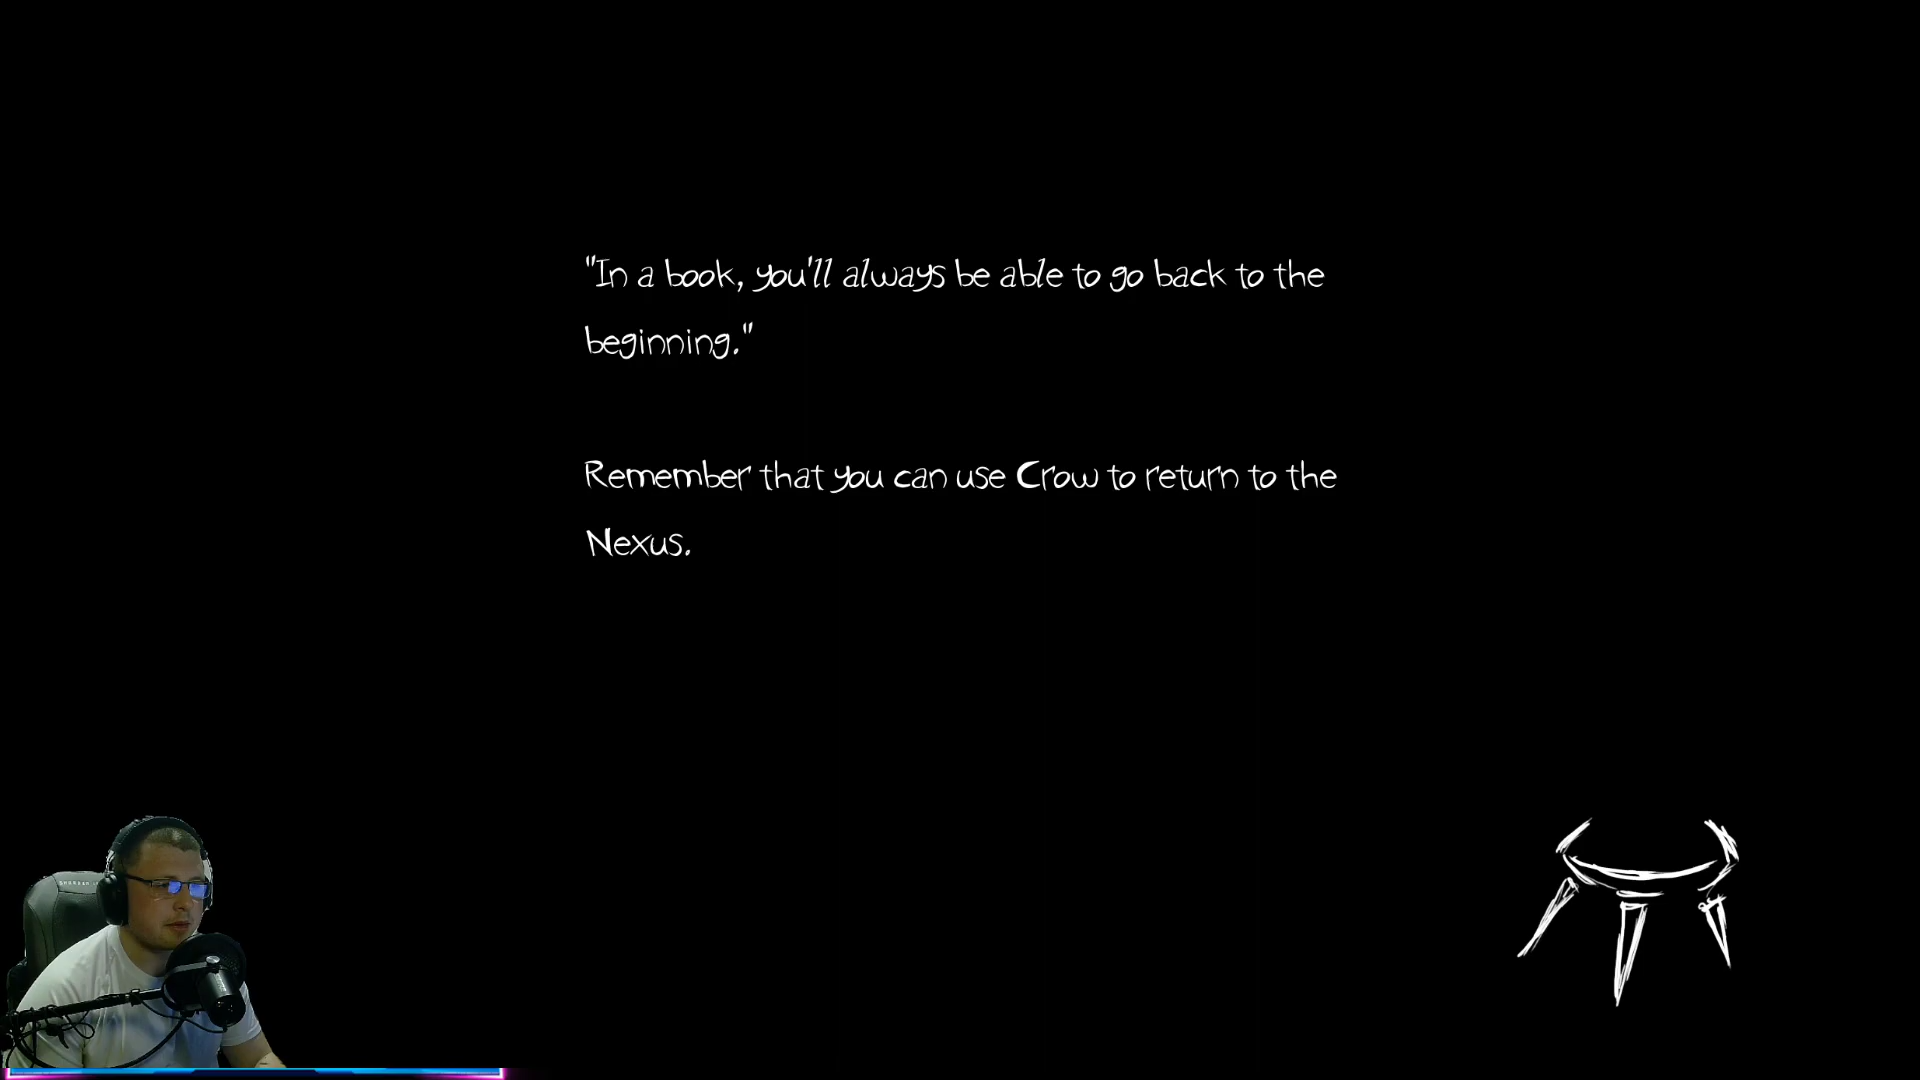 "In a book, you'll always be able to go back to the
beginning."
Remember that you can use Crow to return to the
Nexus.